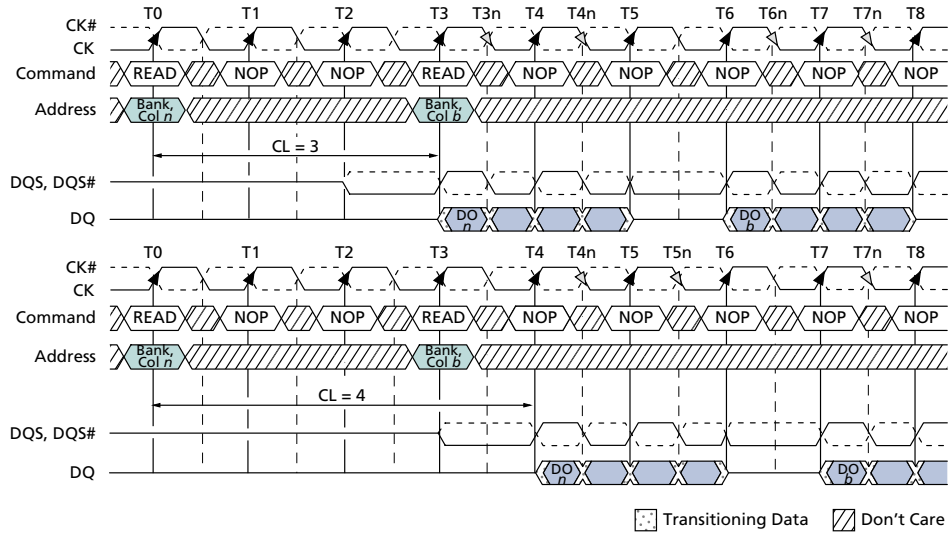 T0 T1 T2 T3 T3n T4 T4n T5 T6 T6n T7 T7n T8
CK#
CK
Command READ NOP NOP READ NOP NOP NOP NOP NOP
Address Bank, Col n Bank, Col b
CL = 3
DQS, DQS#
DQ DO n DO b
T0 T1 T2 T3 T4 T4n T5 T5n T6 T7 T7n T8
CK#
CK
Command READ NOP NOP READ NOP NOP NOP NOP NOP
Address Bank, Col n Bank, Col b
CL = 4
DQS, DQS#
DQ DO n DO b
Transitioning Data Don't Care